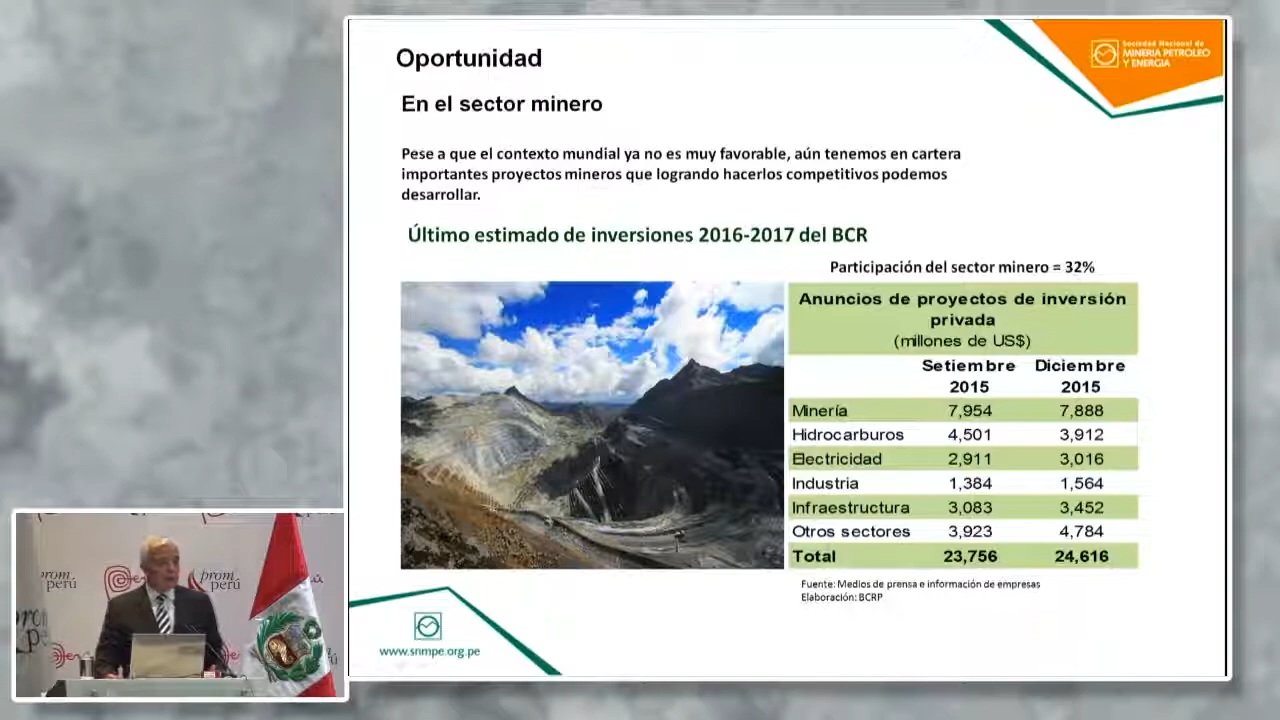 Oportunidad
Sociedad Nacional de
MINERIA PETROLEO
Y ENERGIA
En el sector minero
Pese a que el contexto mundial ya no es muy favorable, aún tenemos en cartera
importantes proyectos mineros que logrando hacerlos competitivos podemos
desarrollar.
Último estimado de inversiones 2016-2017 del BCR
Participación del sector minero = 32%
Anuncios de proyectos de inversión
privada
(millones de US$)
Setiembre Diciembre
2015 2015
Minería 7,954 7,888
Hidrocarburos 4,501 3,912
Electricidad 2,911 3,016
Industria 1,384 1,564
Infraestructura 3,083 3,452
Otros sectores 3,923 4,784
Total 23,756 24,616
Fuente: Medios de prensa e información de empresas
Elaboración: BCRP
www.snmpe.org.pe
prom
perú
prom
perú